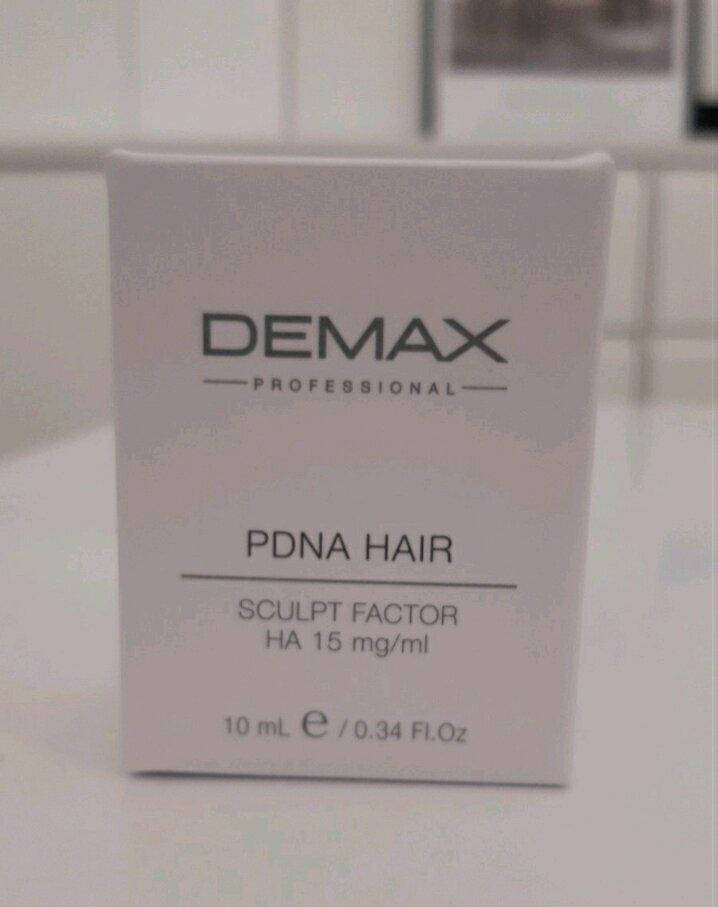 DEMAX
PROFESSIONAL
PDNA HAIR
SCULPT FACTOR
HA 15 mg/ml
10 mL ℮ / 0.34 Fl.Oz